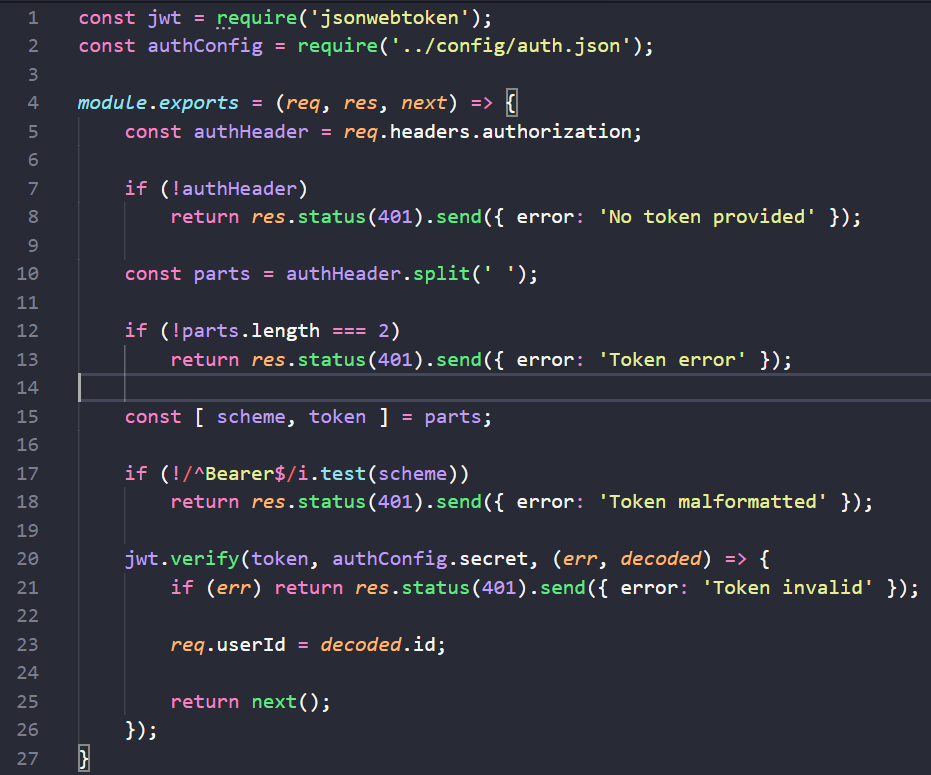 1 const jwt = require('jsonwebtoken');
2 const authConfig = require('../config/auth.json');
3
4 module.exports = (req, res, next) => {
5     const authHeader = req.headers.authorization;
6
7     if (!authHeader)
8         return res.status(401).send({ error: 'No token provided' });
9
10     const parts = authHeader.split(' ');
11
12     if (!parts.length === 2)
13         return res.status(401).send({ error: 'Token error' });
14
15     const [ scheme, token ] = parts;
16
17     if (!/^Bearer$/i.test(scheme))
18         return res.status(401).send({ error: 'Token malformatted' });
19
20     jwt.verify(token, authConfig.secret, (err, decoded) => {
21         if (err) return res.status(401).send({ error: 'Token invalid' });
22
23         req.userId = decoded.id;
24
25         return next();
26     });
27 }